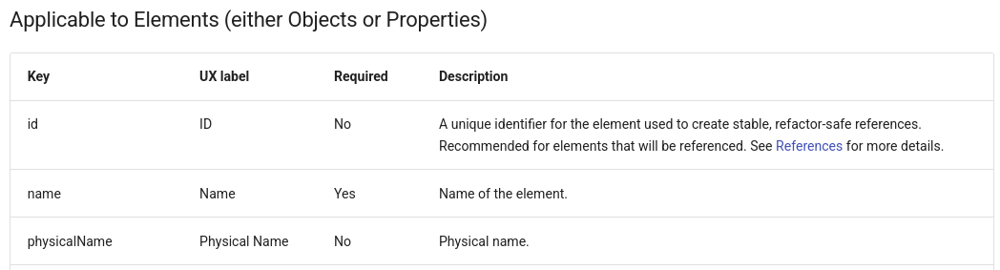 Applicable to Elements (either Objects or Properties)
Key UX label Required Description
id ID No A unique identifier for the element used to create stable, refactor-safe references.
Recommended for elements that will be referenced. See References for more details.
name Name Yes Name of the element.
physicalName Physical Name No Physical name.